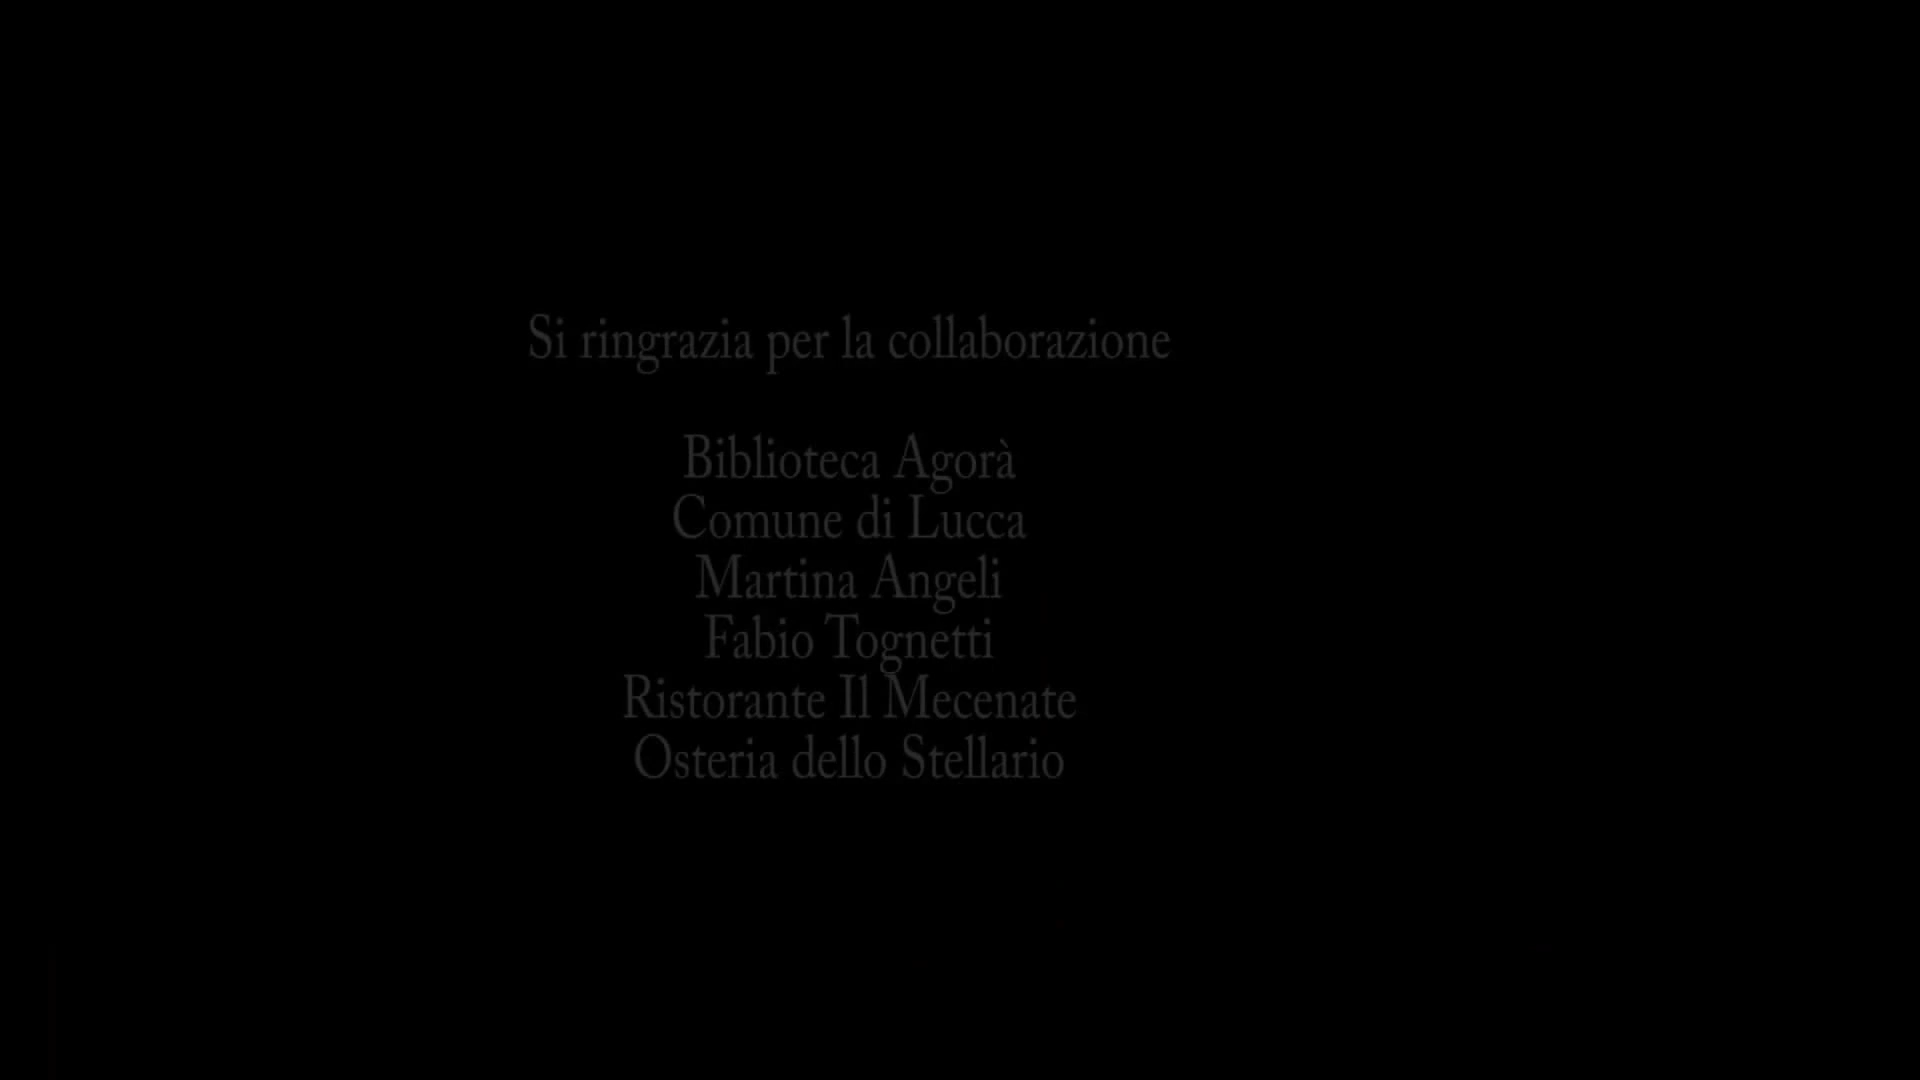 Si ringrazia per la collaborazione
Biblioteca Agorà
Comune di Lucca
Martina Angeli
Fabio Tognetti
Ristorante Il Mecenate
Osteria dello Stellario